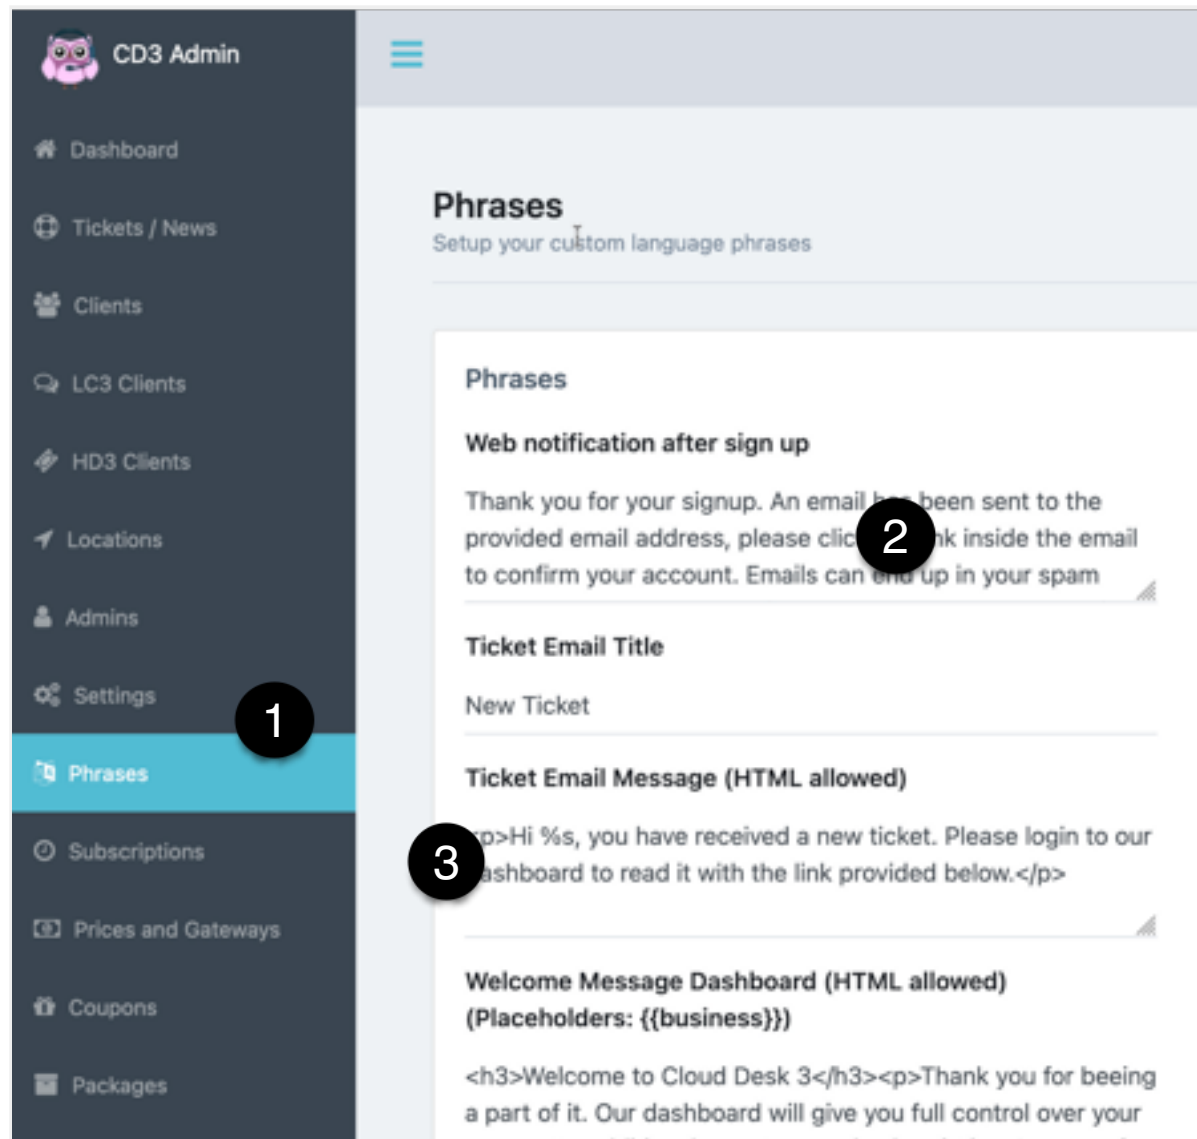 CD3 Admin
Dashboard
Tickets / News
Clients
LC3 Clients
HD3 Clients
Locations
Admins
Settings
1
Phrases
Subscriptions
Prices and Gateways
Coupons
Packages
Phrases
Setup your custom language phrases
Phrases
Web notification after sign up
Thank you for your signup. An email has been sent to the
provided email address, please 2 inside the email
to confirm your account. Emails can end up in your spam
Ticket Email Title
New Ticket
Ticket Email Message (HTML allowed)
<p>Hi %s, you have received a new ticket. Please login to our
3
dashboard to read it with the link provided below.</p>
Welcome Message Dashboard (HTML allowed)
(Placeholders: {{business}})
<h3>Welcome to Cloud Desk 3</h3><p>Thank you for beeing
a part of it. Our dashboard will give you full control over your